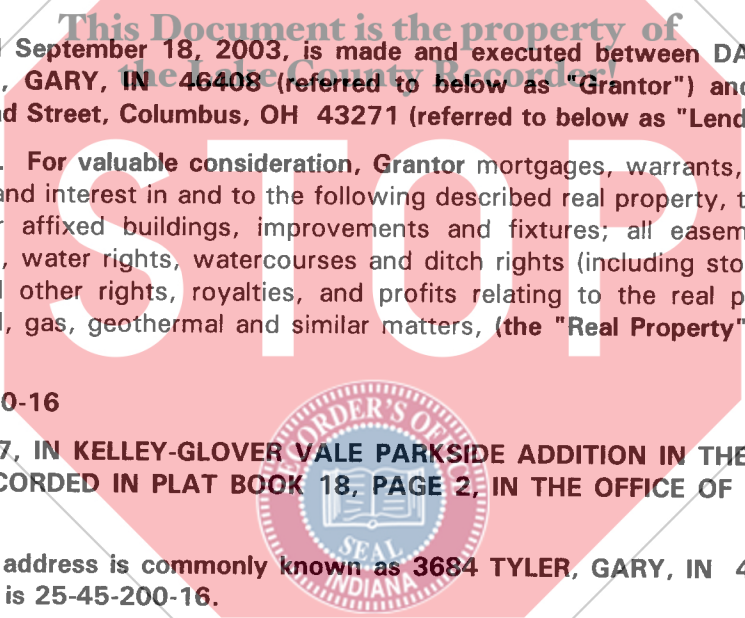 This Document is the property of
September 18, 2003, is made and executed between DA
the Lake County Recorder!
, GARY, IN 46408 (referred to below as "Grantor") and
d Street, Columbus, OH 43271 (referred to below as "Lend
. For valuable consideration, Grantor mortgages, warrants,
and interest in and to the following described real property, t
r affixed buildings, improvements and fixtures; all easem
, water rights, watercourses and ditch rights (including sto
l other rights, royalties, and profits relating to the real p
l, gas, geothermal and similar matters, (the "Real Property"
STOP
0-16
7, IN KELLEY-GLOVER VALE PARKSIDE ADDITION IN THE
CORDED IN PLAT BOOK 18, PAGE 2, IN THE OFFICE OF
RECORDER'S OFFICE
SEAL
INDIANA
address is commonly known as 3684 TYLER, GARY, IN 4
is 25-45-200-16.